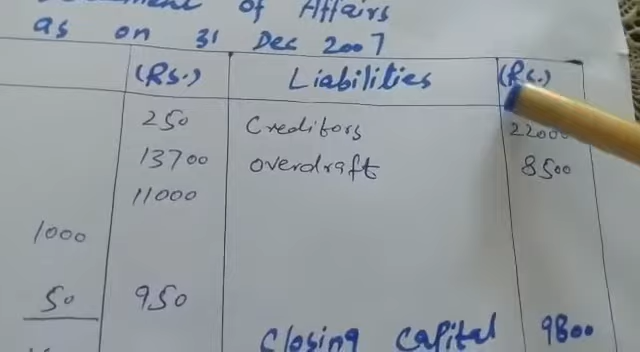 of Affairs
as on 31 Dec 2007
(Rs.) Liabilities (Rs.)
250 Creditors 22000
13700 overdraft 8500
11000
1000
50 950
Closing capital 9800